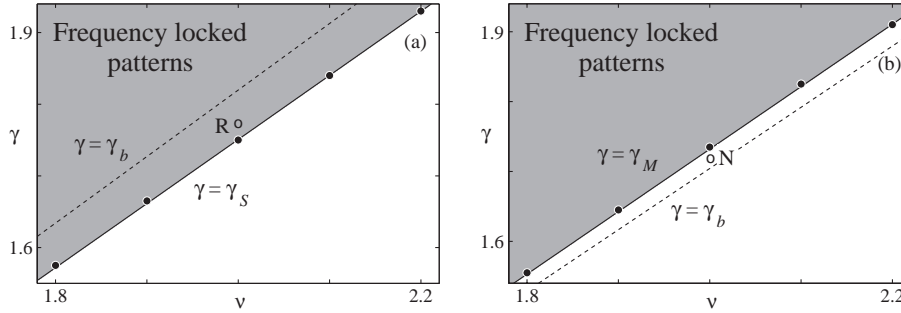 1.9
Frequency locked
patterns
(a)
γ
R
γ = γ_b
γ = γ_S
1.6
1.8
ν
2.2
1.9
Frequency locked
patterns
(b)
γ
N
γ = γ_M
γ = γ_b
1.6
1.8
ν
2.2